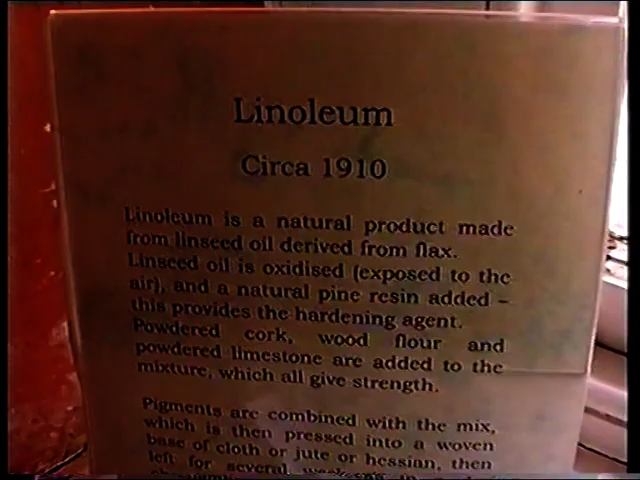 Linoleum
Circa 1910
Linoleum is a natural product made
from linseed oil derived from flax.
Linseed oil is oxidised (exposed to the
air), and a natural pine resin added –
this provides the hardening agent.
Powdered cork, wood flour and
powdered limestone are added to the
mixture, which all give strength.
Pigments are combined with the mix,
which is then pressed into a woven
base of cloth or jute or hessian, then
left for several